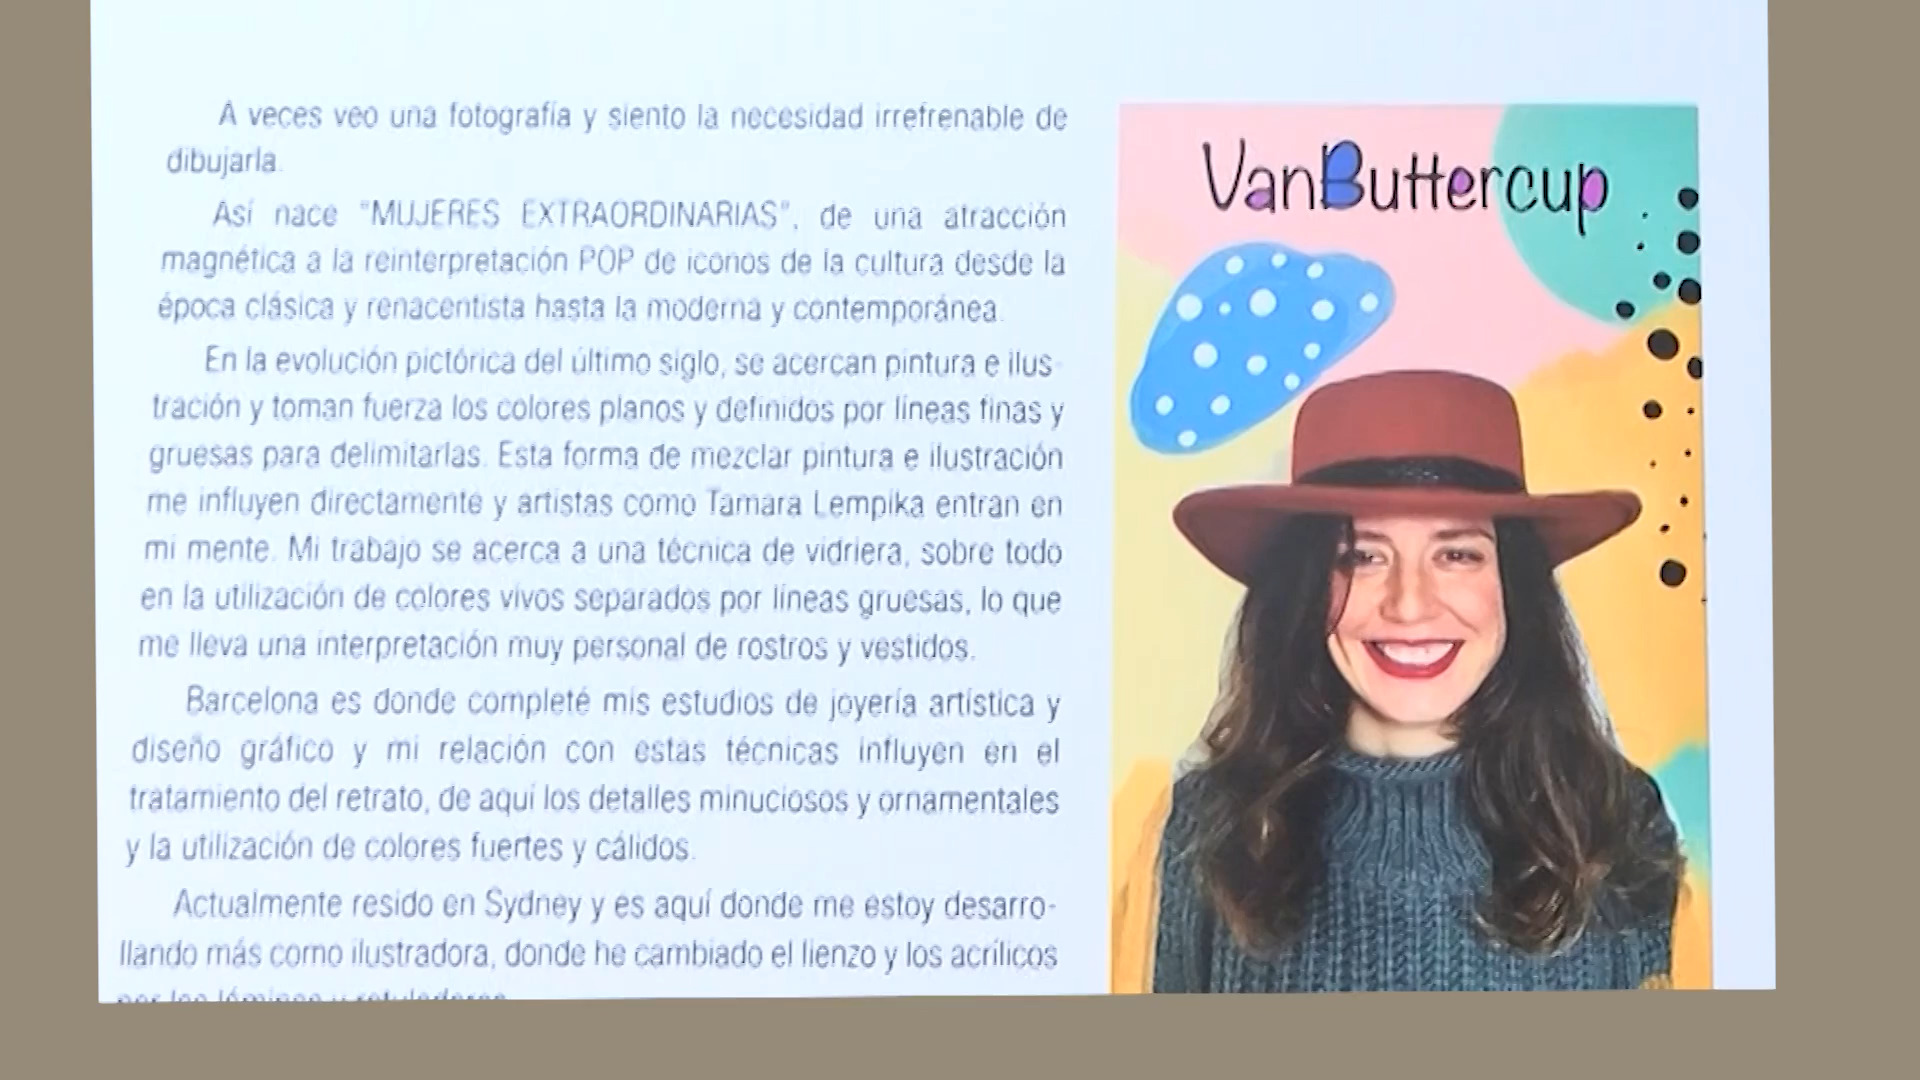 A veces veo una fotografía y siento la necesidad irrefrenable de
dibujarla.
Así nace "MUJERES EXTRAORDINARIAS", de una atracción
magnética a la reinterpretación POP de iconos de la cultura desde la
época clásica y renacentista hasta la moderna y contemporánea.
En la evolución pictórica del último siglo, se acercan pintura e ilus-
tración y toman fuerza los colores planos y definidos por líneas finas y
gruesas para delimitarlas. Esta forma de mezclar pintura e ilustración
me influyen directamente y artistas como Tamara Lempika entran en
mi mente. Mi trabajo se acerca a una técnica de vidriera, sobre todo
en la utilización de colores vivos separados por líneas gruesas, lo que
me lleva una interpretación muy personal de rostros y vestidos.
Barcelona es donde completé mis estudios de joyería artística y
diseño gráfico y mi relación con estas técnicas influyen en el
tratamiento del retrato, de aquí los detalles minuciosos y ornamentales
y la utilización de colores fuertes y cálidos.
Actualmente resido en Sydney y es aquí donde me estoy desarro-
llando más como ilustradora, donde he cambiado el lienzo y los acrílicos
VanButtercup